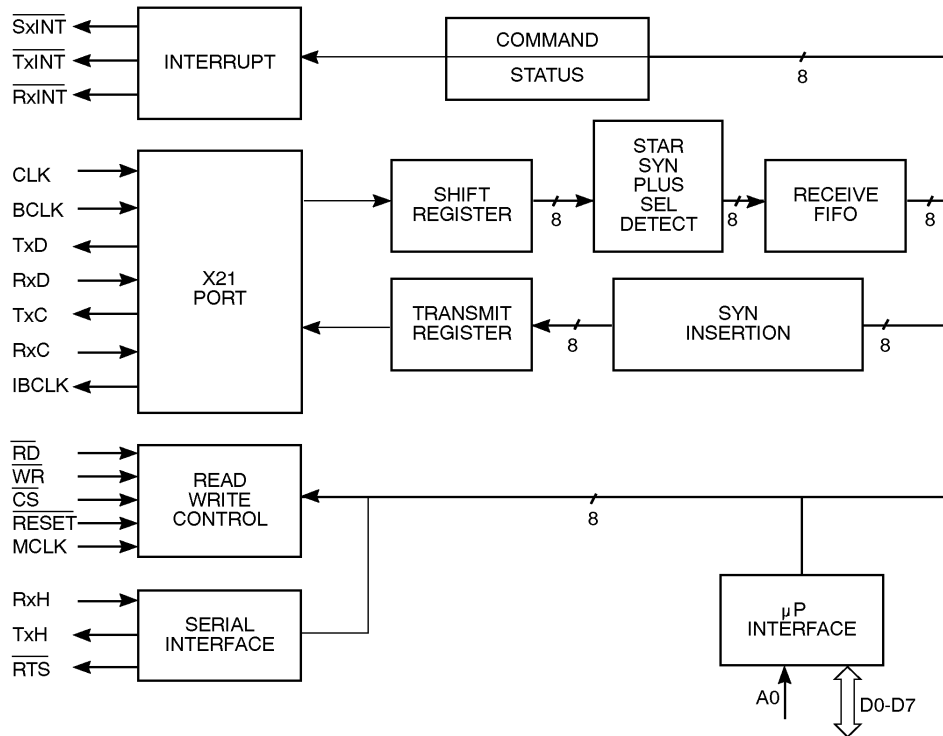 SxINT
TxINT
RxINT
INTERRUPT
COMMAND
STATUS
8
CLK
BCLK
TxD
RxD
TxC
RxC
IBCLK
X21
PORT
SHIFT
REGISTER
8
STAR
SYN
PLUS
SEL
DETECT
8
RECEIVE
FIFO
8
TRANSMIT
REGISTER
8
SYN
INSERTION
8
RD
WR
CS
RESET
MCLK
READ
WRITE
CONTROL
8
RxH
TxH
RTS
SERIAL
INTERFACE
µP
INTERFACE
A0
D0-D7